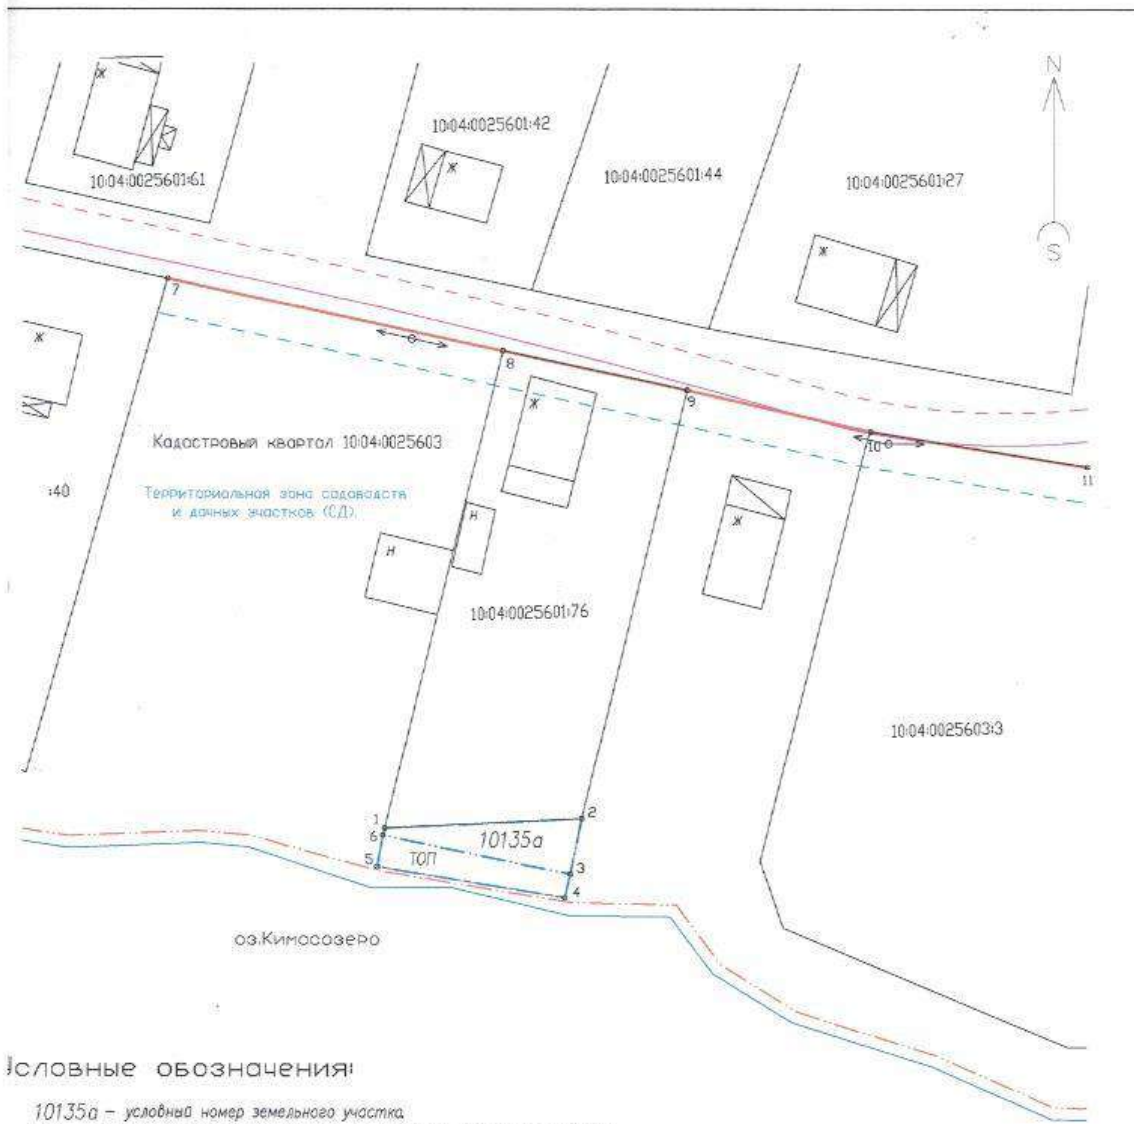 N
Ж
10:04:0025601:42
Ж
10:04:0025601:61
10:04:0025601:44
10:04:0025601:27
S
Ж
7
Ж
8
9
Ж
10
Кадастровый квартал 10:04:0025603
11
:40
Территориальная зона садоводств
и дачных участков (СД).
Н
Ж
Н
10:04:0025601:76
10:04:0025603:3
1
2
6
10135а
5
ТОП
3
4
оз.Кимосозеро
Условные обозначения:
10135а - условный номер земельного участка